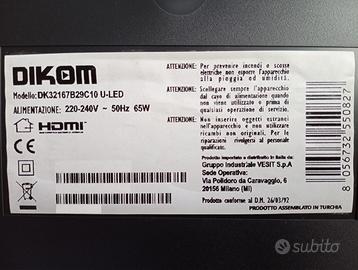 DIKOM
Modello: DK32167B29C10 U-LED
ALIMENTAZIONE: 220-240V ~ 50Hz 65W
HDMI
ATTENZIONE: Per prevenire incendi o scosse
elettriche non esporre l'apparecchio
alla pioggia od umidità.
ATTENZIONE: Scollegare sempre l'apparecchio
dal cavo di alimentazione quando
non viene utilizzato o prima di
qualsiasi operazione di servizio.
ATTENZIONE: Non inserire oggetti estranei
nell'apparecchio ed utilizzare
ricambi non originali. Per le
riparazioni rivolgersi al personale
qualificato.
Importato e distribuito in Italia da:
Gruppo Industriale VESIT S.p.A
Sede Operativa:
Via Polidoro da Caravaggio, 6
20156 Milano (MI)
Prodotto conforme al D.M. 26/03/92
PRODOTTO ASSEMBLATO IN TURCHIA
8 056732 550827
subito